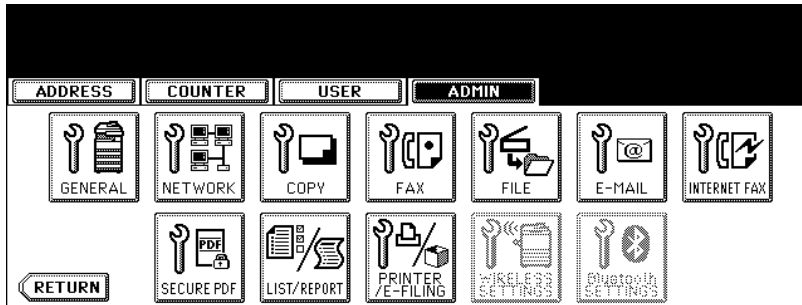 ADDRESS COUNTER USER ADMIN
GENERAL NETWORK COPY FAX FILE E-MAIL INTERNET FAX
PDF
SECURE PDF LIST/REPORT PRINTER
/E-FILING WIRELESS
SETTINGS Bluetooth
SETTINGS
RETURN